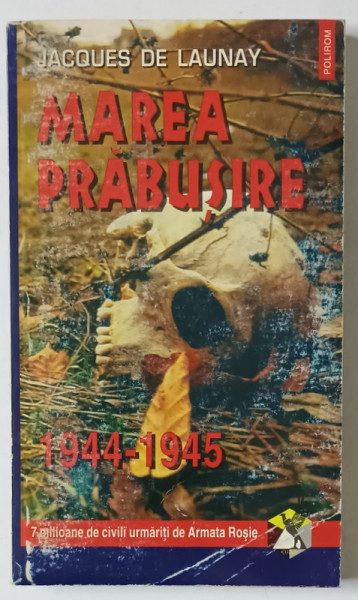 JACQUES DE LAUNAY
POLIROM
MAREA
PRĂBUȘIRE
1944-1945
7 milioane de civili urmăriți de Armata Roșie